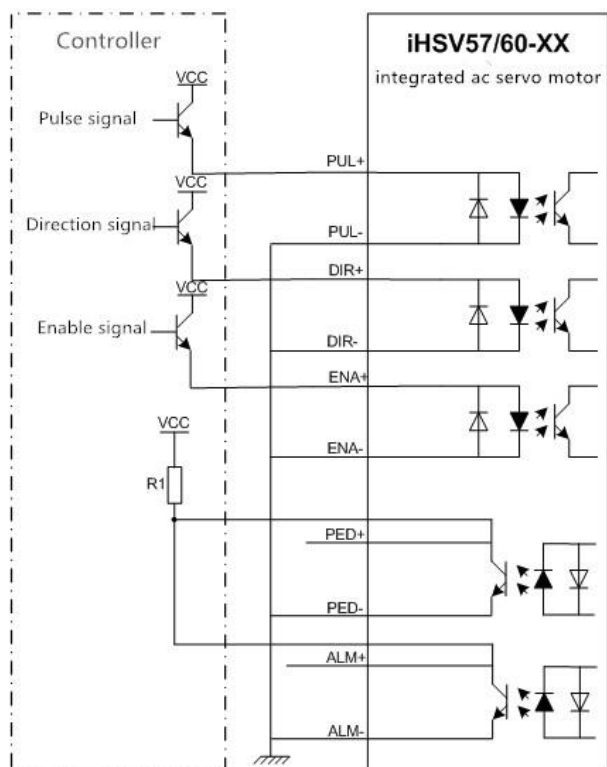 Controller
iHSV57/60-XX
integrated ac servo motor
VCC
Pulse signal
PUL+
VCC
Direction signal
PUL-
DIR+
VCC
Enable signal
DIR-
ENA+
VCC
ENA-
R1
PED+
PED-
ALM+
ALM-